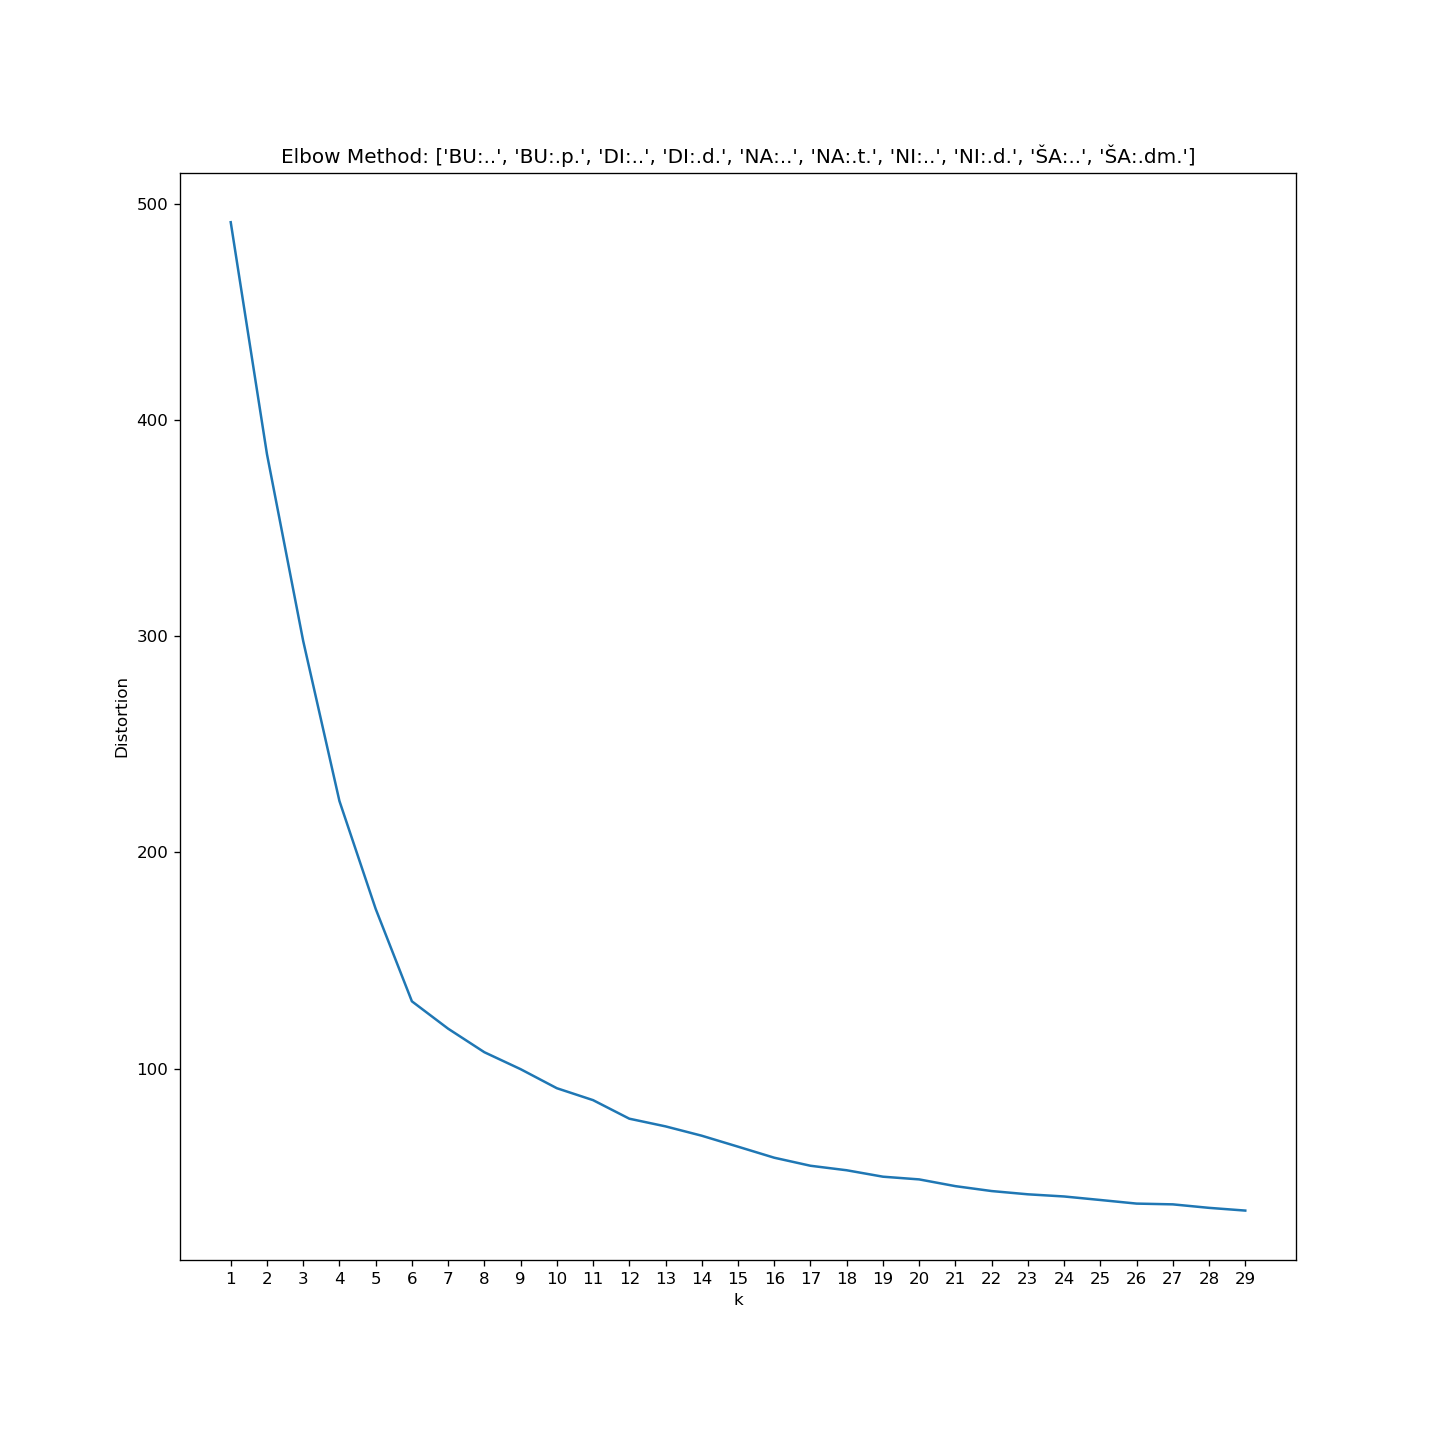 Elbow Method: ['BU:..', 'BU:.p.', 'DI:..', 'DI:.d.', 'NA:..', 'NA:.t.', 'NI:..', 'NI:.d.', 'ŠA:..', 'ŠA:.dm.']
500
400
300
200
100
Distortion
1 2 3 4 5 6 7 8 9 10 11 12 13 14 15 16 17 18 19 20 21 22 23 24 25 26 27 28 29
k